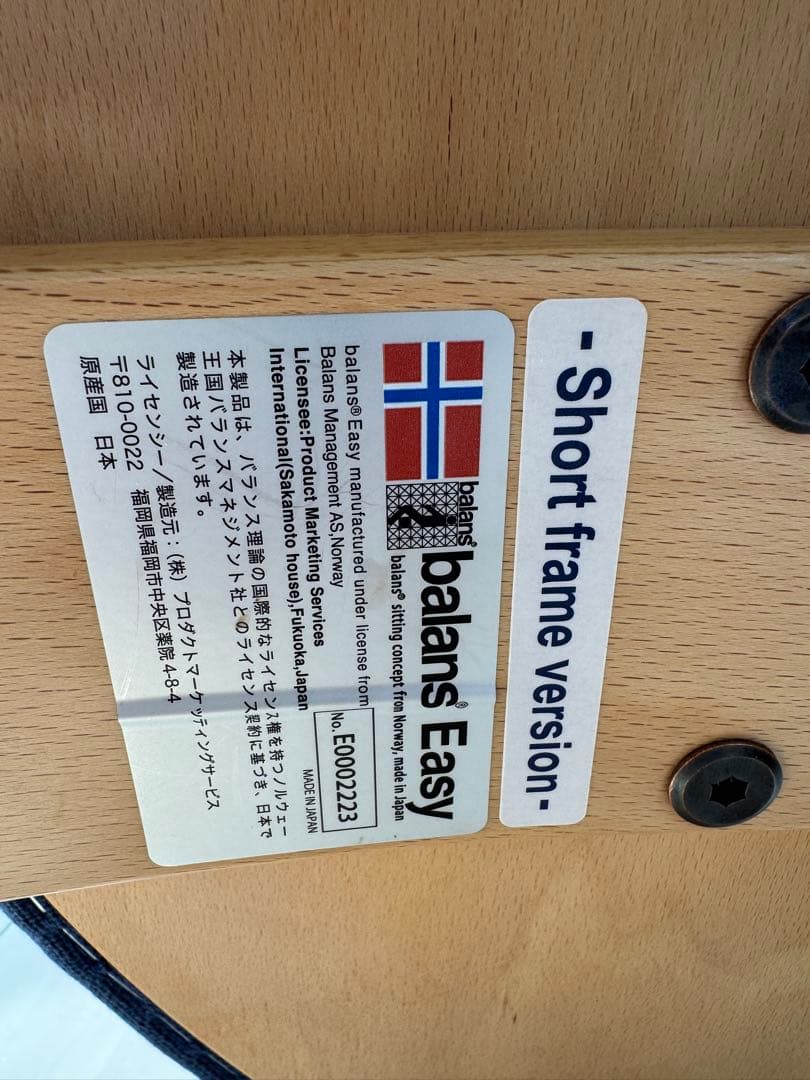 - Short frame version-
balans®
balans® Easy
balans® sitting concept fron Norway, made in Japan
balans® Easy manufactured under license from
Balans Management AS,Norway
Licensee:Product Marketing Services
International(Sakamoto house),Fukuoka,Japan
No. E0002223
MADE IN JAPAN
本製品は、バランス理論の国際的なライセンス権を持つノルウェー
王国バランスマネジメント社とのライセンス契約に基づき、日本で
製造されています。
ライセンシー/製造元:(株)プロダクトマーケッティングサービス
〒810-0022 福岡県福岡市中央区薬院 4-8-4
原産国 日本